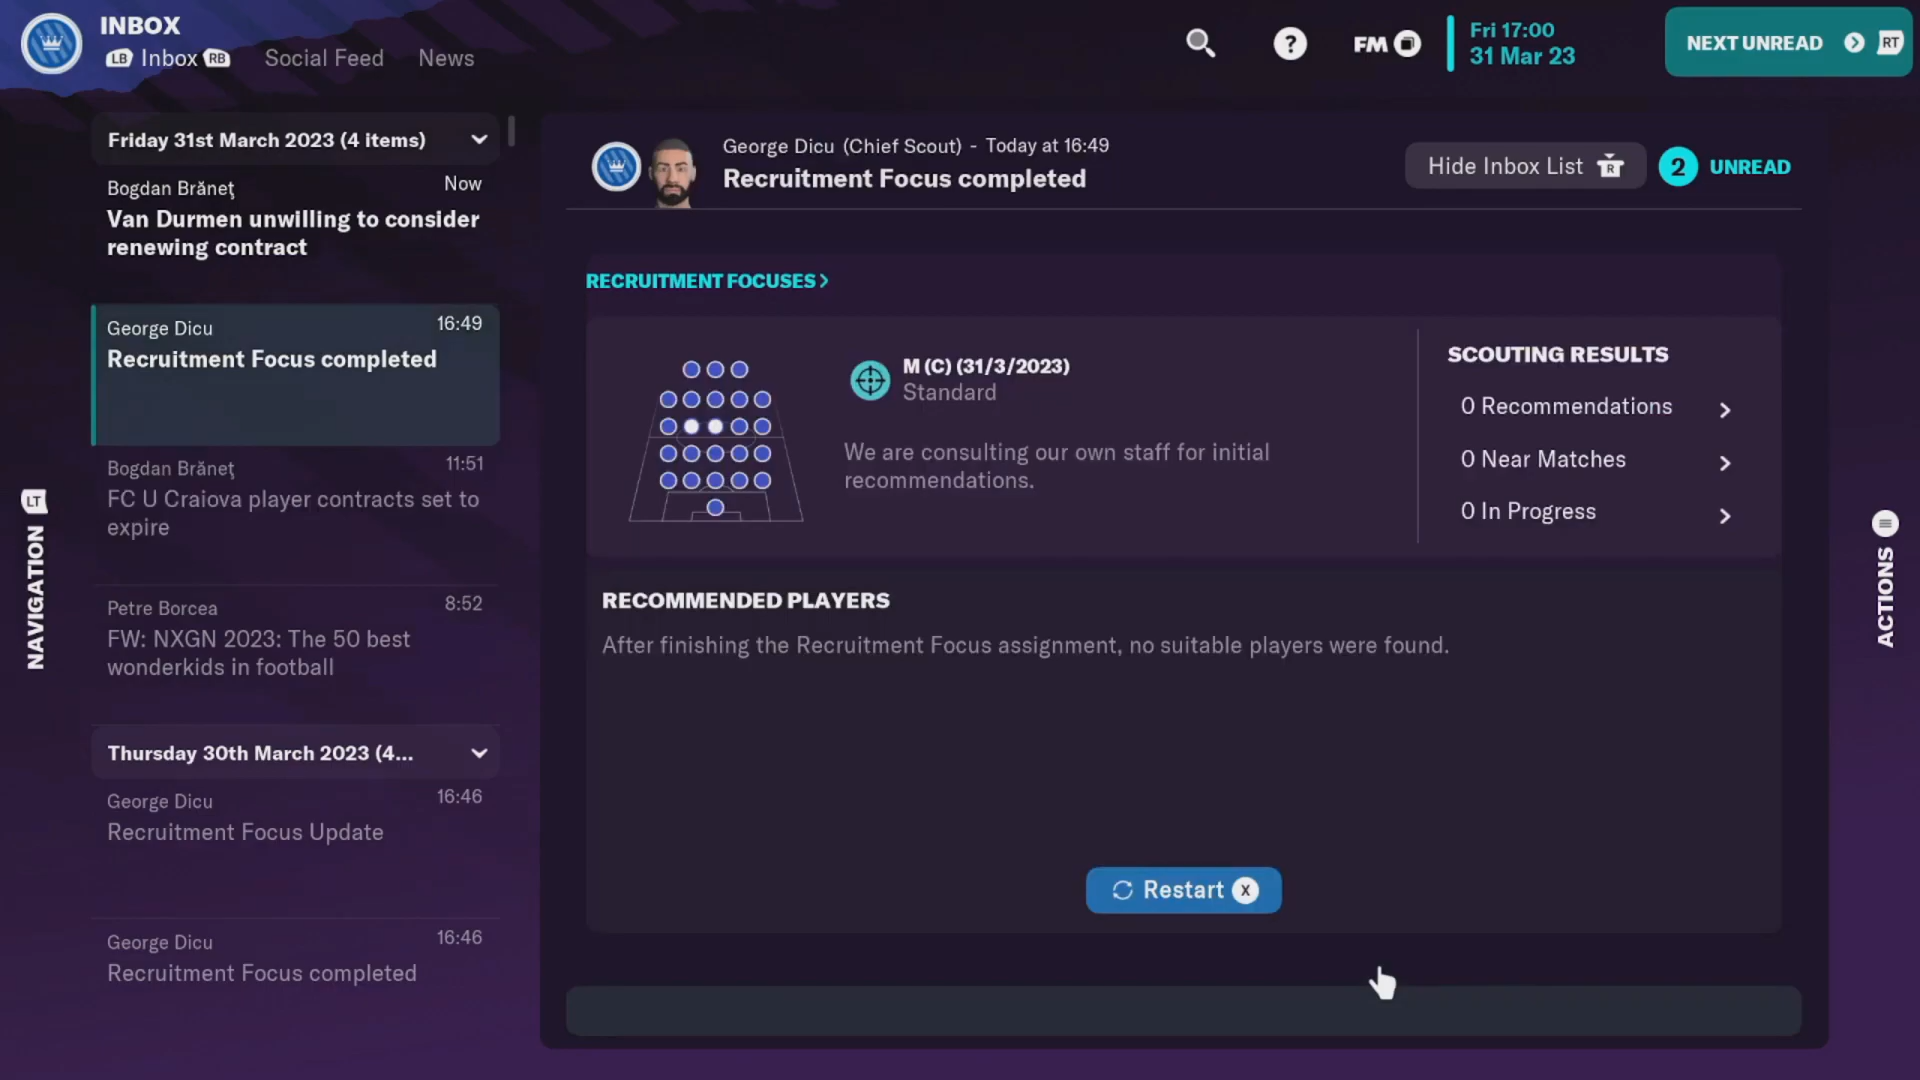 INBOX
LB Inbox RB Social Feed News
FM
Fri 17:00
31 Mar 23
NEXT UNREAD RT
Friday 31st March 2023 (4 items)
Bogdan Brăneţ Now
Van Durmen unwilling to consider
renewing contract
George Dicu 16:49
Recruitment Focus completed
Bogdan Brăneţ 11:51
FC U Craiova player contracts set to
expire
Petre Borcea 8:52
FW: NXGN 2023: The 50 best
wonderkids in football
Thursday 30th March 2023 (4...
George Dicu 16:46
Recruitment Focus Update
George Dicu 16:46
Recruitment Focus completed
LT
NAVIGATION
George Dicu (Chief Scout) - Today at 16:49
Recruitment Focus completed
Hide Inbox List R
2 UNREAD
RECRUITMENT FOCUSES
M (C) (31/3/2023)
Standard
We are consulting our own staff for initial
recommendations.
SCOUTING RESULTS
0 Recommendations
0 Near Matches
0 In Progress
RECOMMENDED PLAYERS
After finishing the Recruitment Focus assignment, no suitable players were found.
Restart X
ACTIONS